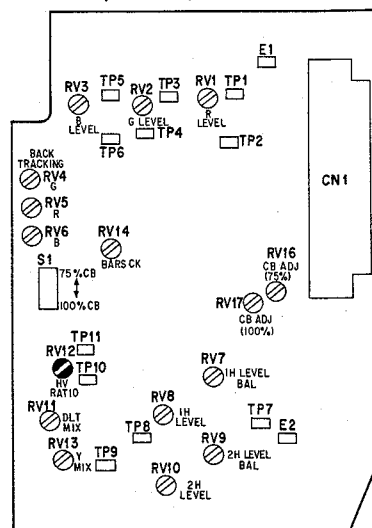 E1
RV3
TP5
RV2
TP3
RV1
TP1
B
LEVEL
G LEVEL
R
LEVEL
TP6
TP4
TP2
BACK
TRACKING
RV4
G
RV5
R
RV6
B
RV14
BARS CK
CN1
S1
75%CB
100%CB
RV16
CB ADJ
(75%)
RV17
CB ADJ
(100%)
TP11
RV12
HV
RATIO
TP10
RV7
1H LEVEL
BAL
RV11
DLT
MIX
RV8
1H
LEVEL
TP7
E2
TP8
RV13
Y
MIX
TP9
RV9
2H LEVEL
BAL
RV10
2H
LEVEL